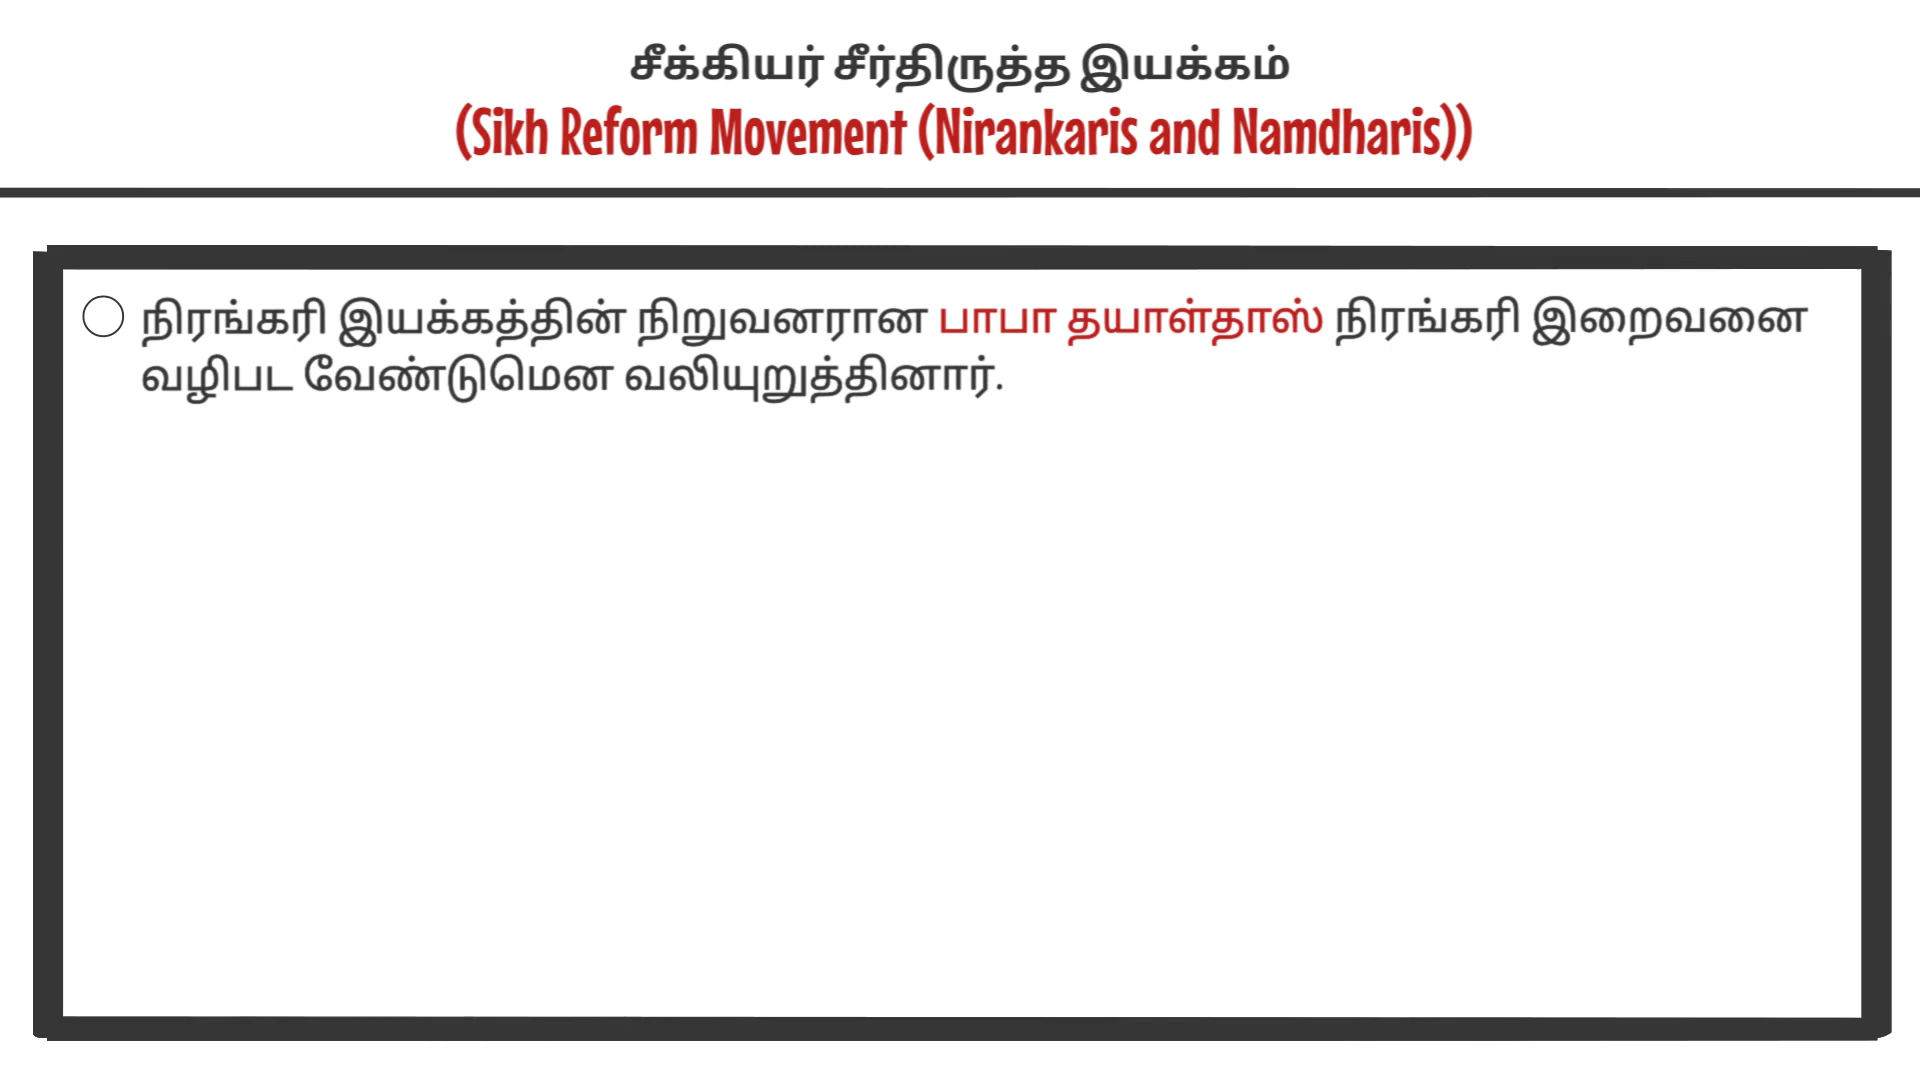 சீக்கியர் சீர்திருத்த இயக்கம்
(Sikh Reform Movement (Nirankaris and Namdharis))
நிரங்கரி இயக்கத்தின் நிறுவனரான பாபா தயாள்தாஸ் நிரங்கரி இறைவனை
வழிபட வேண்டுமென வலியுறுத்தினார்.